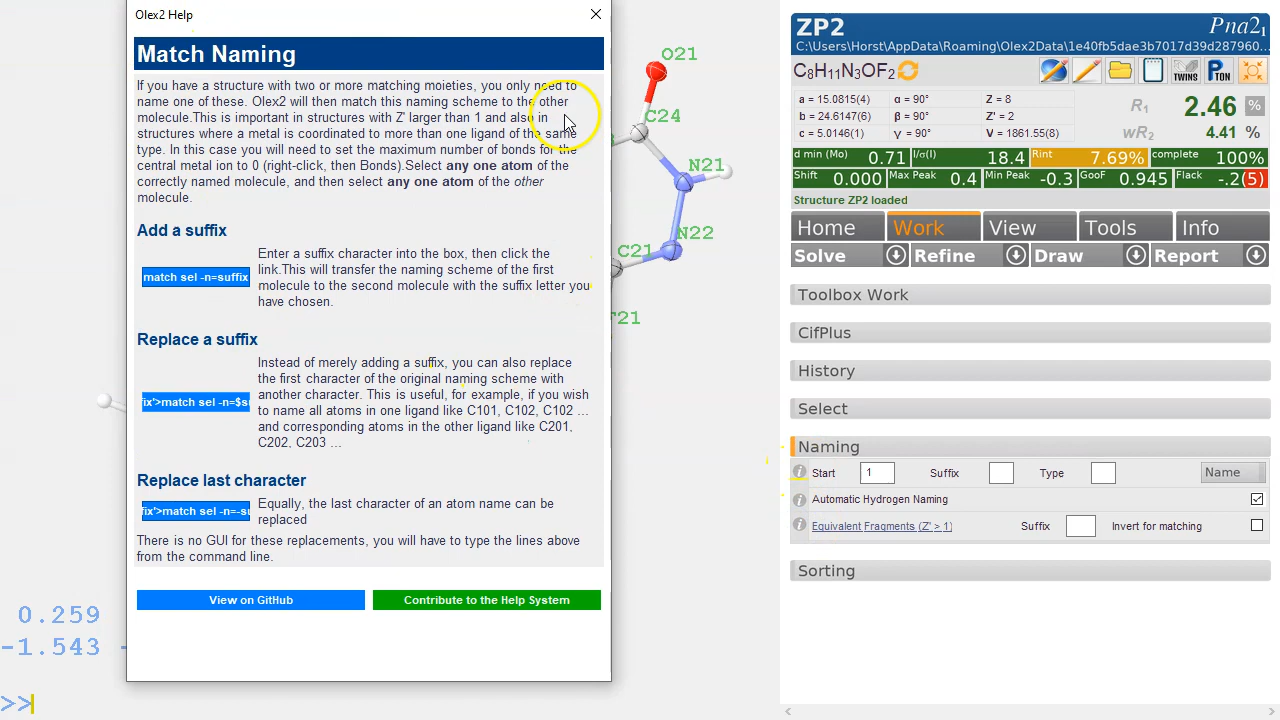 Olex2 Help
Match Naming
If you have a structure with two or more matching moieties, you only need to
name one of these. Olex2 will then match this naming scheme to the other
molecule.This is important in structures with Z' larger than 1 and also in
structures where a metal is coordinated to more than one ligand of the same
type. In this case you will need to set the maximum number of bonds for the
central metal ion to 0 (right-click, then Bonds).Select any one atom of the
correctly named molecule, and then select any one atom of the other
molecule.
Add a suffix
match sel -n=suffix
Enter a suffix character into the box, then click the
link.This will transfer the naming scheme of the first
molecule to the second molecule with the suffix letter you
have chosen.
Replace a suffix
fix'>match sel -n=$su
Instead of merely adding a suffix, you can also replace
the first character of the original naming scheme with
another character. This is useful, for example, if you wish
to name all atoms in one ligand like C101, C102, C102 ...
and corresponding atoms in the other ligand like C201,
C202, C203 ...
Replace last character
fix'>match sel -n=-su
Equally, the last character of an atom name can be
replaced
There is no GUI for these replacements, you will have to type the lines above
from the command line.
View on GitHub
Contribute to the Help System
O21
C24
N21
N22
C21
F21
0.259
-1.543 -
>>
ZP2
Pna21
C:\Users\Horst\AppData\Roaming\Olex2Data\1e40fb5dae3b7017d39d287960...
C8H11N3OF2
TWINS
PTON
a = 15.0815(4) α = 90° Z = 8
b = 24.6147(6) β = 90° Z' = 2
c = 5.0146(1) γ = 90° V = 1861.55(8)
R1 2.46 %
wR2 4.41 %
d min (Mo) 0.71 I/σ(I) 18.4 Rint 7.69% complete 100%
Shift 0.000 Max Peak 0.4 Min Peak -0.3 GooF 0.945 Flack -.2(5)
Structure ZP2 loaded
Home Work View Tools Info
Solve Refine Draw Report
Toolbox Work
CifPlus
History
Select
Naming
Start 1 Suffix Type Name
Automatic Hydrogen Naming
Equivalent Fragments (Z' > 1) Suffix Invert for matching
Sorting